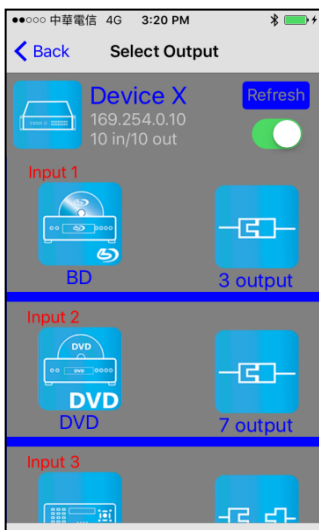 中華電信 4G 3:20 PM
Back Select Output
Device X
Refresh
169.254.0.10
10 in/10 out
Input 1
BD
3 output
Input 2
DVD
DVD
DVD
7 output
Input 3